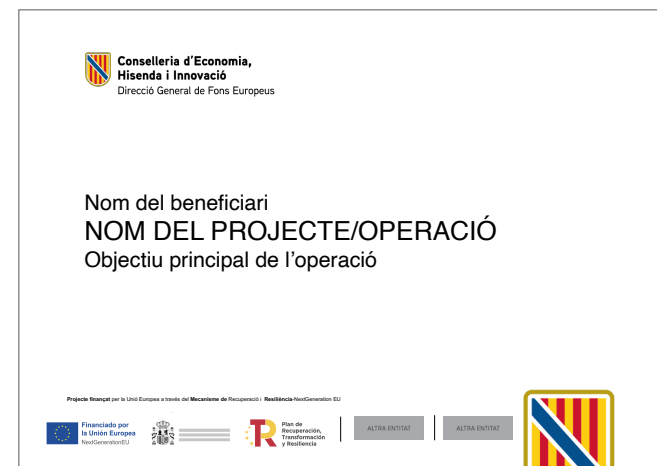 Conselleria d'Economia,
Hisenda i Innovació
Direcció General de Fons Europeus
Nom del beneficiari
NOM DEL PROJECTE/OPERACIÓ
Objectiu principal de l'operació
Projecte finançat per la Unió Europea a través del Mecanisme de Recuperació i Resiliència-NextGeneration EU
Financiado por
la Unión Europea
NextGenerationEU
Plan de
Recuperación,
Transformación
y Resiliencia
ALTRA ENTITAT
ALTRA ENTITAT